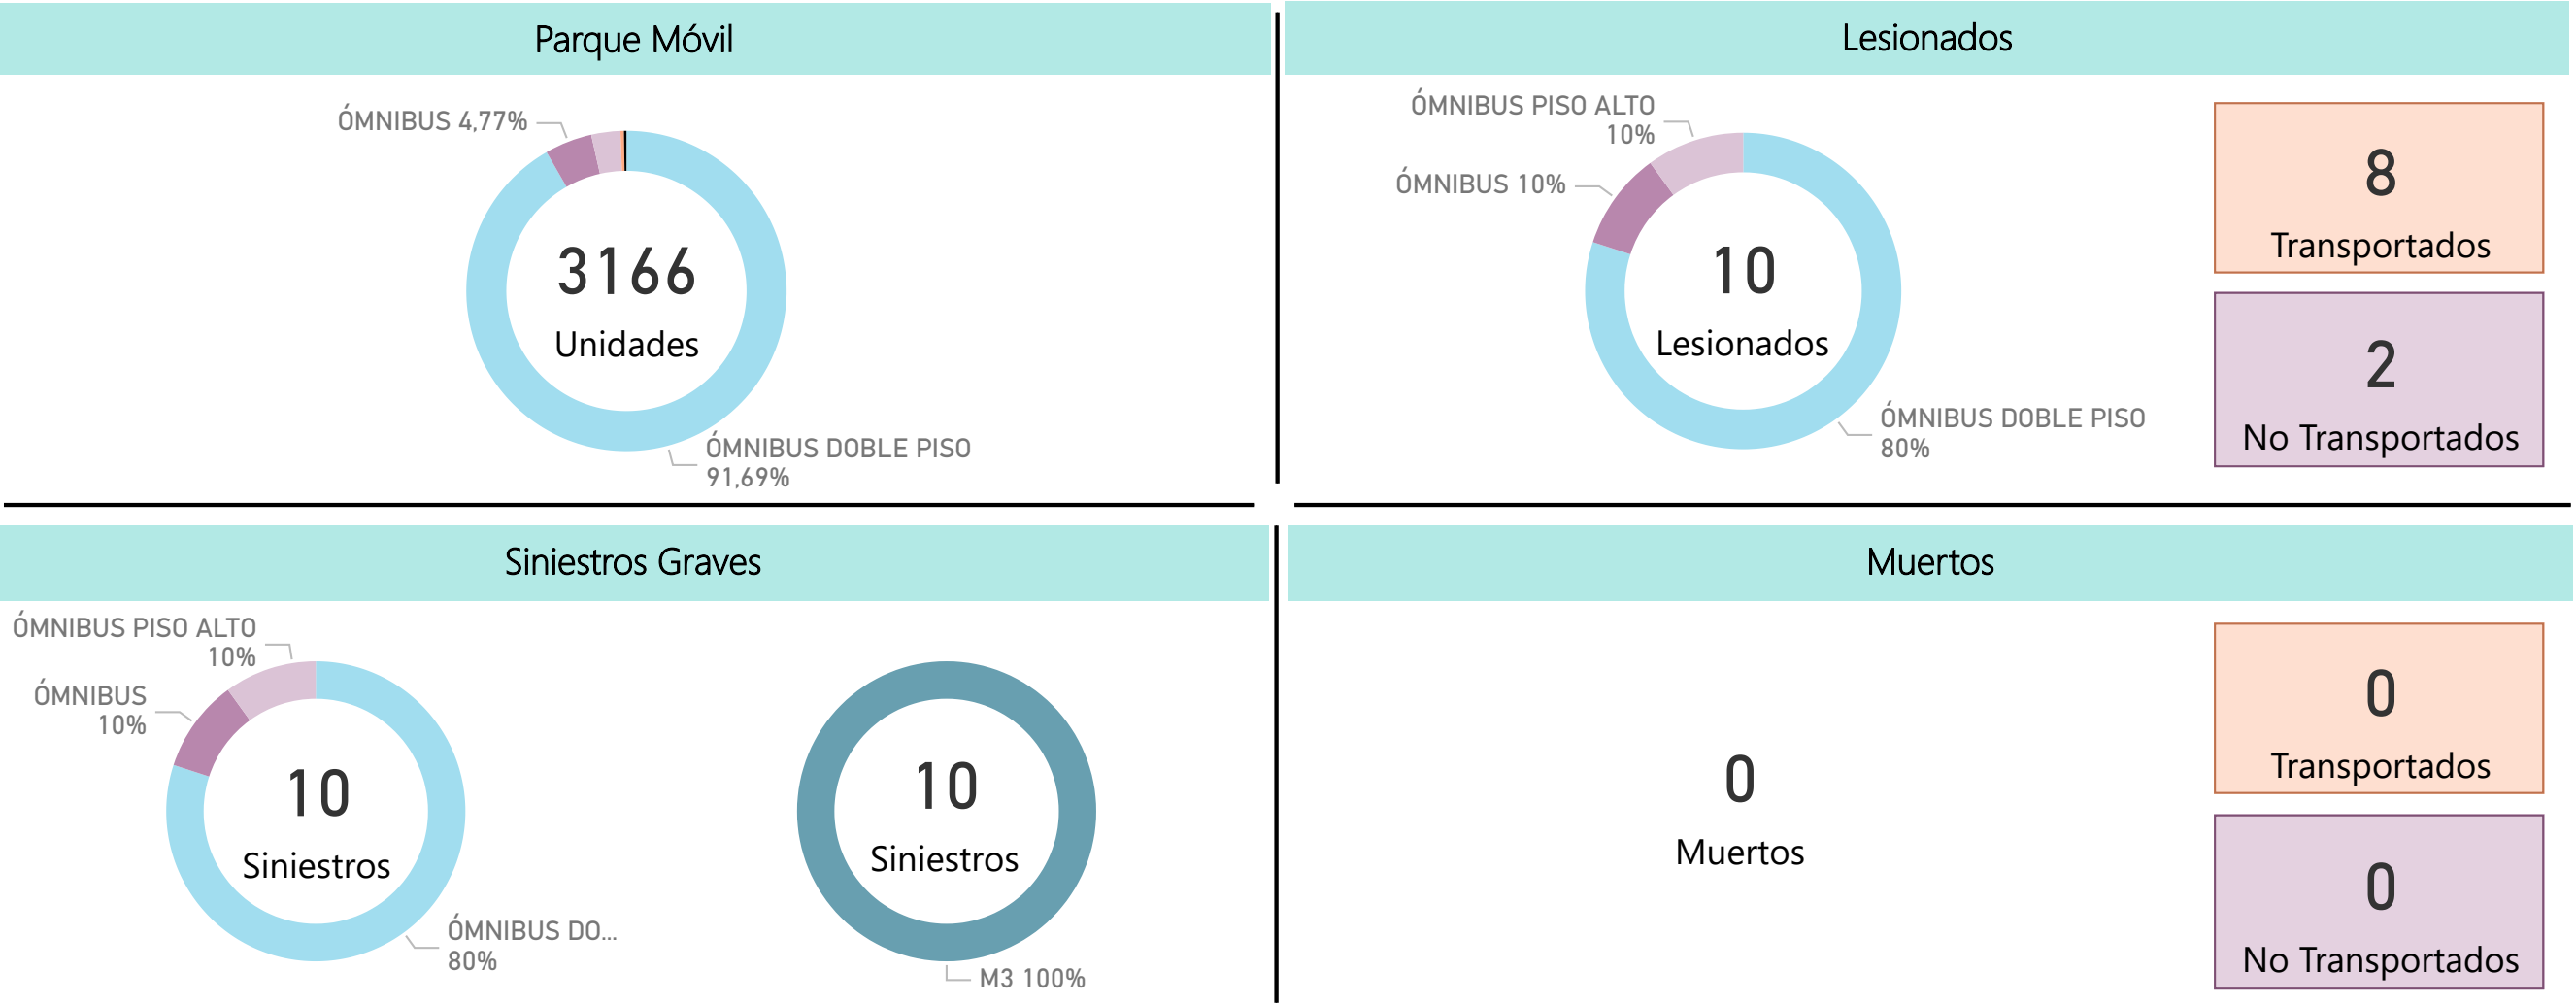 Parque Móvil
ÓMNIBUS 4,77%
3166
Unidades
ÓMNIBUS DOBLE PISO
91,69%
Lesionados
ÓMNIBUS PISO ALTO
10%
ÓMNIBUS 10%
10
Lesionados
ÓMNIBUS DOBLE PISO
80%
8
Transportados
2
No Transportados
Siniestros Graves
ÓMNIBUS PISO ALTO
10%
ÓMNIBUS
10%
10
Siniestros
ÓMNIBUS DO...
80%
10
Siniestros
M3 100%
Muertos
0
Muertos
0
Transportados
0
No Transportados